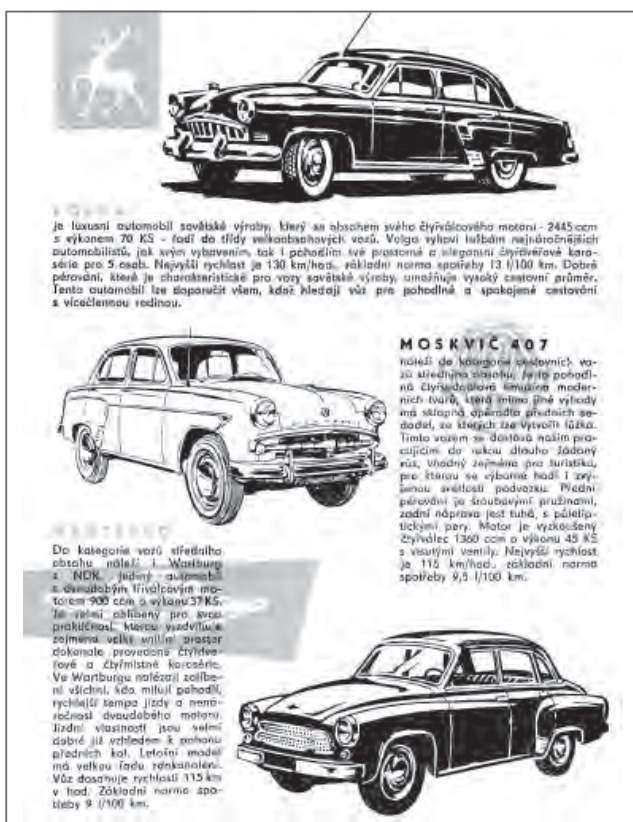 VOLGA
je luxusní automobil sovětské výroby, který se obsahem svého čtyřválcového motoru - 2445 ccm
s výkonem 70 KS - řadí do třídy velkoobsahových vozů. Volga vyhoví tužbám nejnáročnějších
automobilistů, jak svým vybavením, tak i pohodlím své prostorné a elegantní čtyřdvéřové karo-
série pro 5 osob. Nejvyšší rychlost je 130 km/hod., základní norma spotřeby 13 l/100 km. Dobré
pérování, které je charakteristické pro vozy sovětské výroby, umožňuje vysoký cestovní průměr.
Tento automobil lze doporučit všem, kdož hledají vůz pro pohodlné a spokojené cestování
s vícečlennou rodinou.
MOSKVIČ 407
náleží do kategorie cestovních vo-
zů středního obsahu. Je to pohodl-
ná čtyřsedadlová limusina moder-
ních tvarů, která mimo jiné výhody
má sklopná opěradla předních se-
dadel, ze kterých lze vytvořit lůžka.
Tímto vozem se dostává našim pra-
cujícím do rukou dlouho žádaný
vůz, vhodný zejména pro turistiku,
pro kterou se výborně hodí i zvý-
šenou světlostí podvozku. Přední
pérování je šroubovými pružinami,
zadní náprava jest tuhá, s půlelip-
tickými pery. Motor je vyzkoušený
čtyřválec 1360 ccm o výkonu 45 KS
s visutými ventily. Nejvyšší rychlost
je 115 km/hod., základní norma
spotřeby 9,5 l/100 km.
WARTBURG
Do kategorie vozů středního
obsahu náleží i Wartburg
z NDR, jediný automobil
s dvoudobým tříválcovým mo-
torem 900 ccm o výkonu 37 KS.
Je velmi oblíbený pro svou
praktičnost, kterou vyzdvihuje
zejména velký vnitřní prostor
dokonale provedené čtyřdve-
řové a čtyřmístné karosérie.
Ve Wartburgu nalézají zalíbe-
ní všichni, kdo milují pohodlí,
rychlejší tempo jízdy a nená-
ročnost dvoudobého motoru.
Jízdní vlastnosti jsou velmi
dobré již vzhledem k pohonu
předních kol. Letošní model
má velkou řadu zdokonalení.
Vůz dosahuje rychlosti 115 km
v hod. Základní norma spo-
třeby 9 l/100 km.